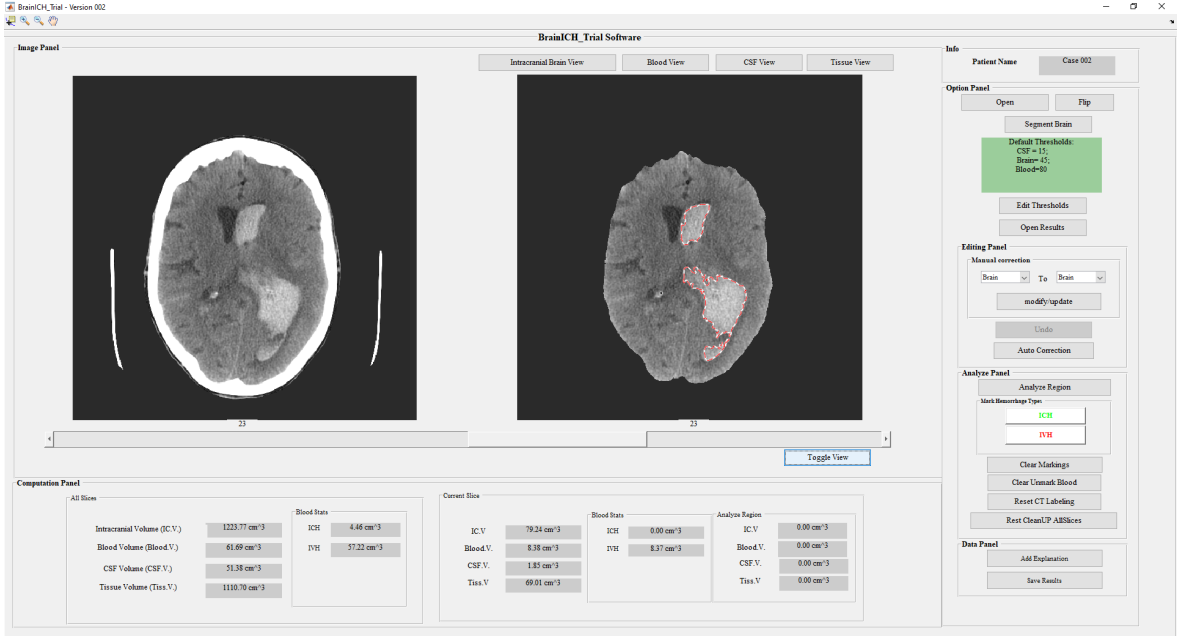 BrainICH_Trial - Version 002
BrainICH_Trial Software
Image Panel
Intracranial Brain View
Blood View
CSF View
Tissue View
23
23
Toggle View
Info
Patient Name
Case 002
Option Panel
Open
Flip
Segment Brain
Default Thresholds:
CSF = 15;
Brain= 45;
Blood=80
Edit Thresholds
Open Results
Editing Panel
Manual correction
Brain
To
Brain
modify/update
Undo
Auto Correction
Analyze Panel
Analyze Region
Mark Hemorrhage Types
ICH
IVH
Clear Markings
Clear Unmark Blood
Reset CT Labeling
Rest CleanUP AllSlices
Data Panel
Add Explanation
Save Results
Computation Panel
All Slices
Intracranial Volume (IC.V.)
1223.77 cm^3
Blood Volume (Blood.V.)
61.69 cm^3
CSF Volume (CSF.V.)
51.38 cm^3
Tissue Volume (Tiss.V.)
1110.70 cm^3
Blood Stats
ICH
4.46 cm^3
IVH
57.22 cm^3
Current Slice
IC.V
79.24 cm^3
Blood.V.
8.38 cm^3
CSF.V.
1.85 cm^3
Tiss.V
69.01 cm^3
Blood Stats
ICH
0.00 cm^3
IVH
8.37 cm^3
Analyze Region
IC.V
0.00 cm^3
Blood.V.
0.00 cm^3
CSF.V.
0.00 cm^3
Tiss.V
0.00 cm^3